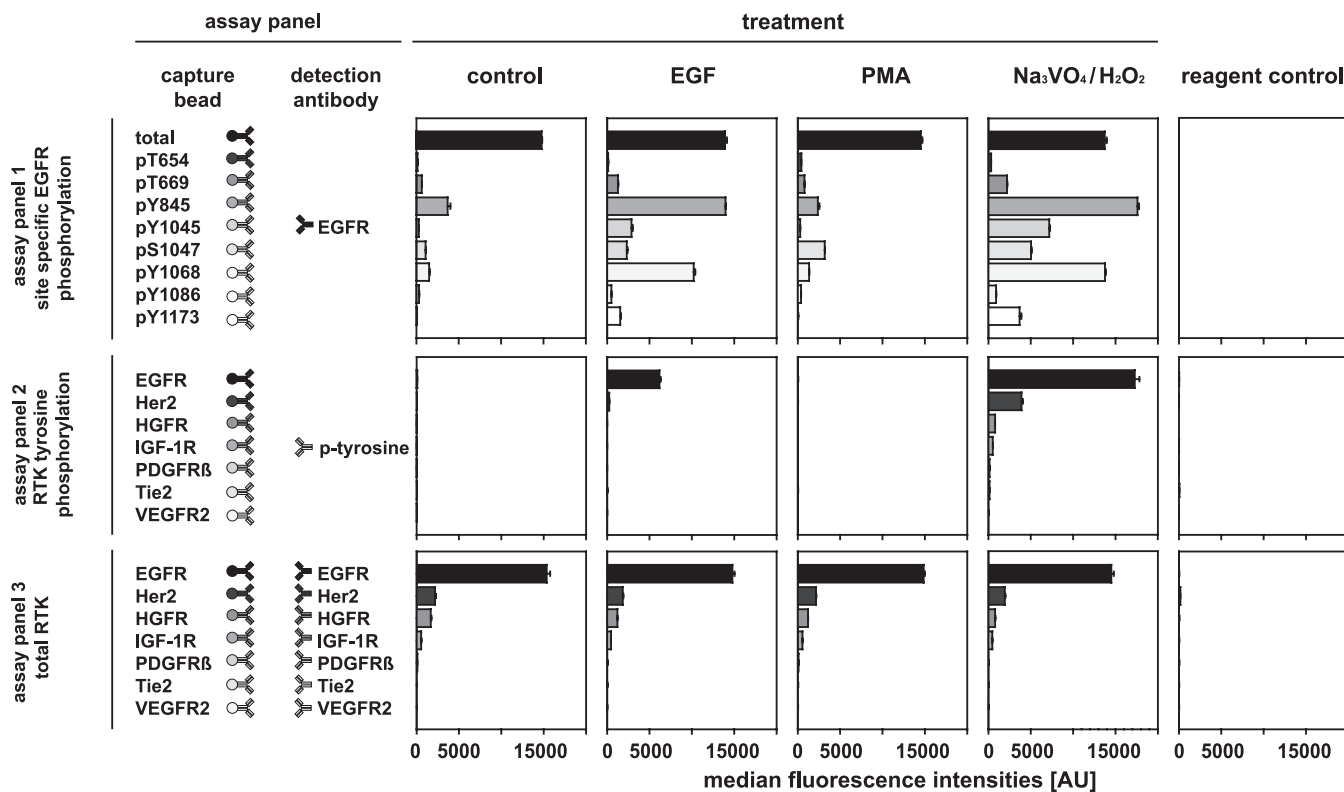 assay panel
treatment
capture bead
detection antibody
control
EGF
PMA
Na₃VO₄ / H₂O₂
reagent control
assay panel 1
site specific EGFR
phosphorylation
total
pT654
pT669
pY845
pY1045
pS1047
pY1068
pY1086
pY1173
EGFR
assay panel 2
RTK tyrosine
phosphorylation
EGFR
Her2
HGFR
IGF-1R
PDGFRß
Tie2
VEGFR2
p-tyrosine
assay panel 3
total RTK
EGFR EGFR
Her2 Her2
HGFR HGFR
IGF-1R IGF-1R
PDGFRß PDGFRß
Tie2 Tie2
VEGFR2 VEGFR2
0 5000 15000 0 5000 15000 0 5000 15000 0 5000 15000 0 5000 15000
median fluorescence intensities [AU]